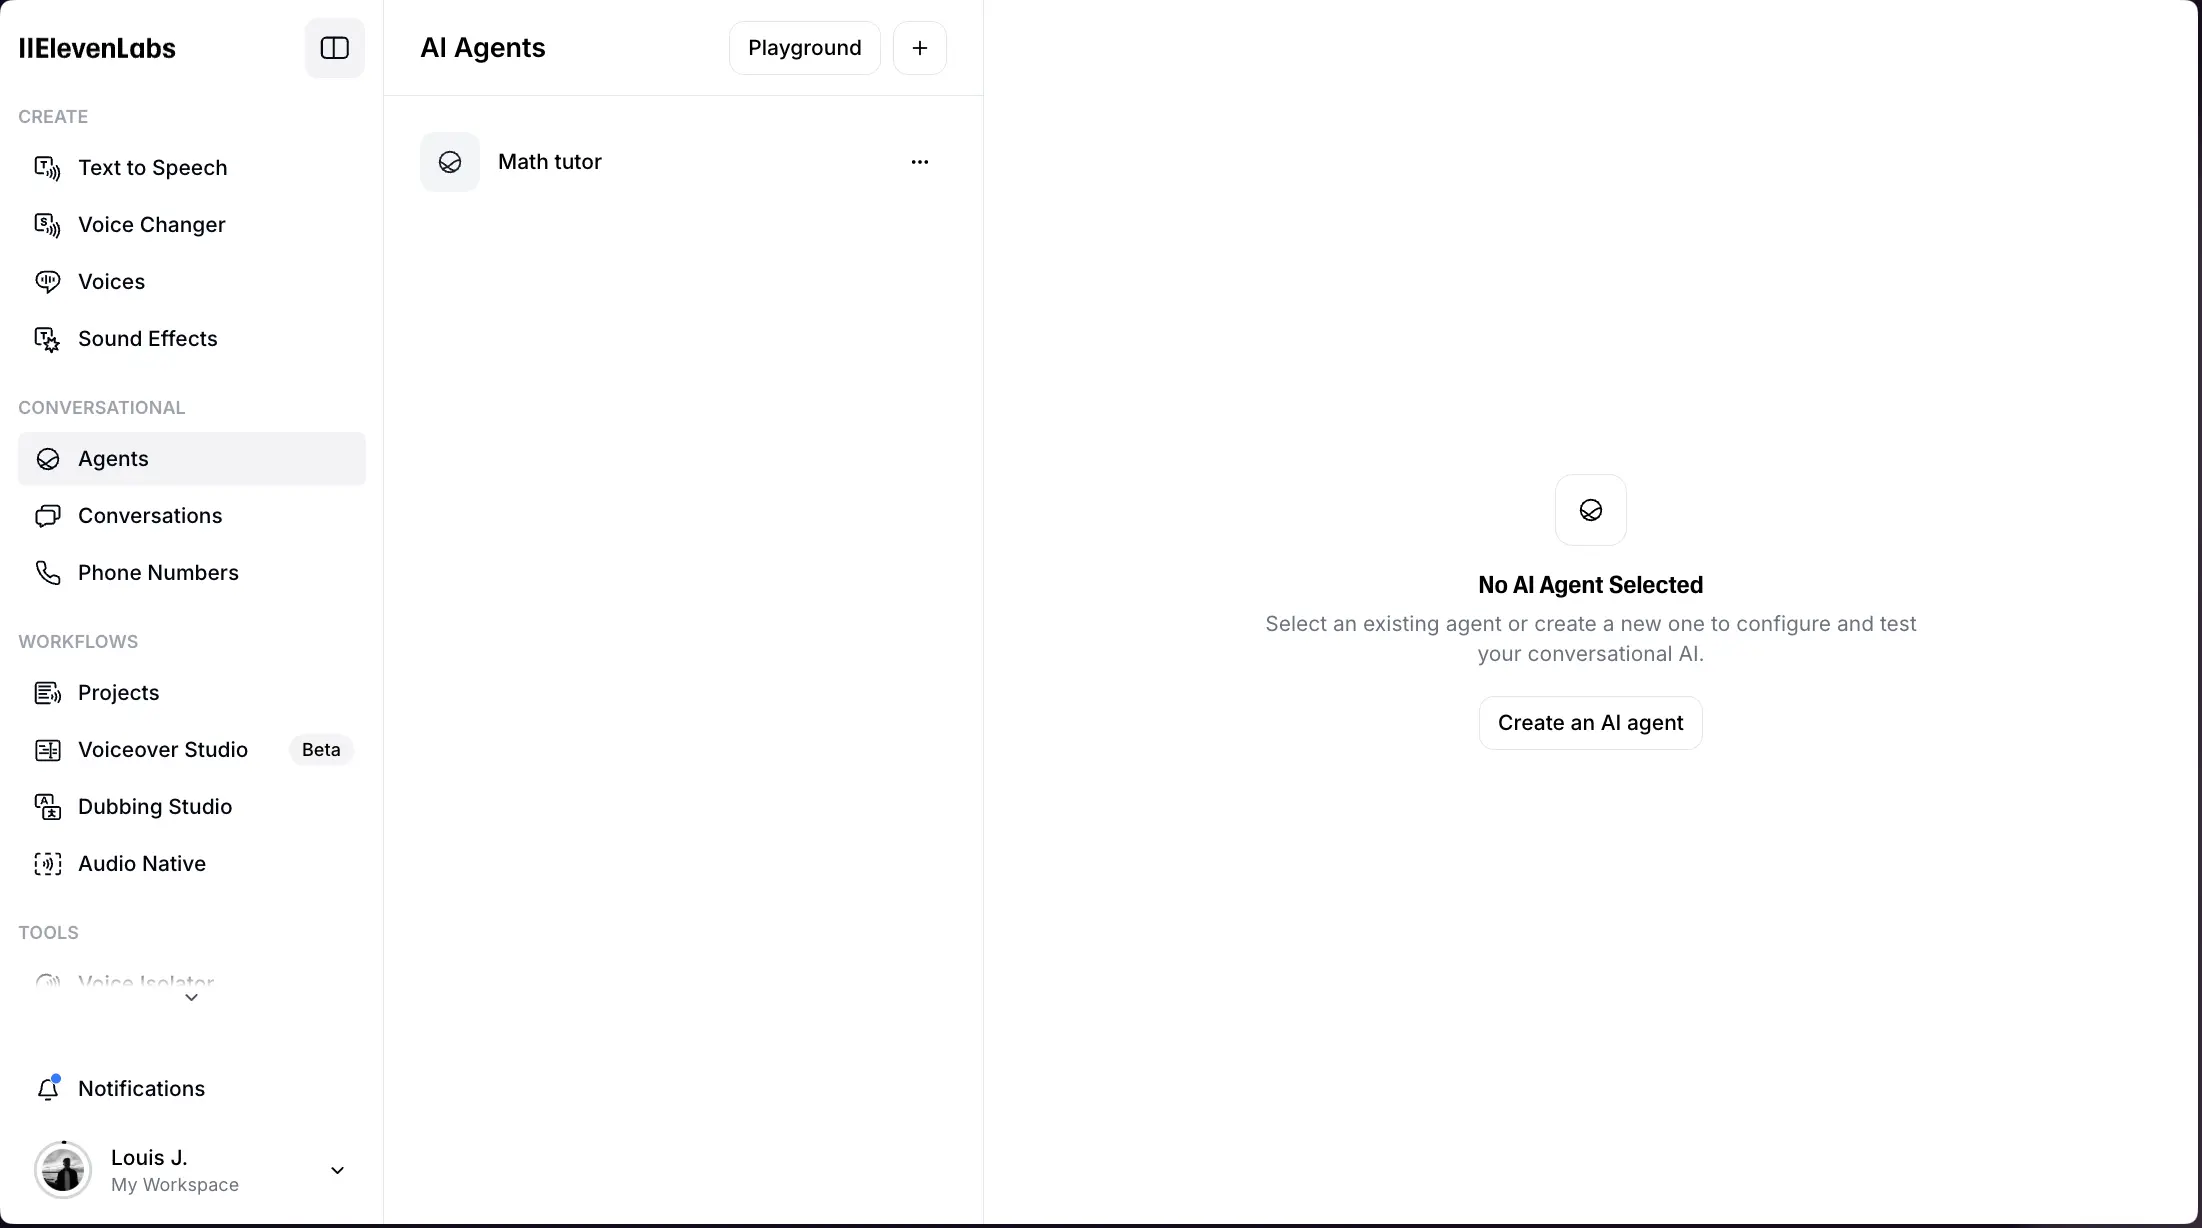 IIElevenLabs
CREATE
Text to Speech
Voice Changer
Voices
Sound Effects
CONVERSATIONAL
Agents
Conversations
Phone Numbers
WORKFLOWS
Projects
Voiceover Studio Beta
Dubbing Studio
Audio Native
TOOLS
Voice Isolator
Notifications
Louis J.
My Workspace
AI Agents
Playground
Math tutor
No AI Agent Selected
Select an existing agent or create a new one to configure and test
your conversational AI.
Create an AI agent